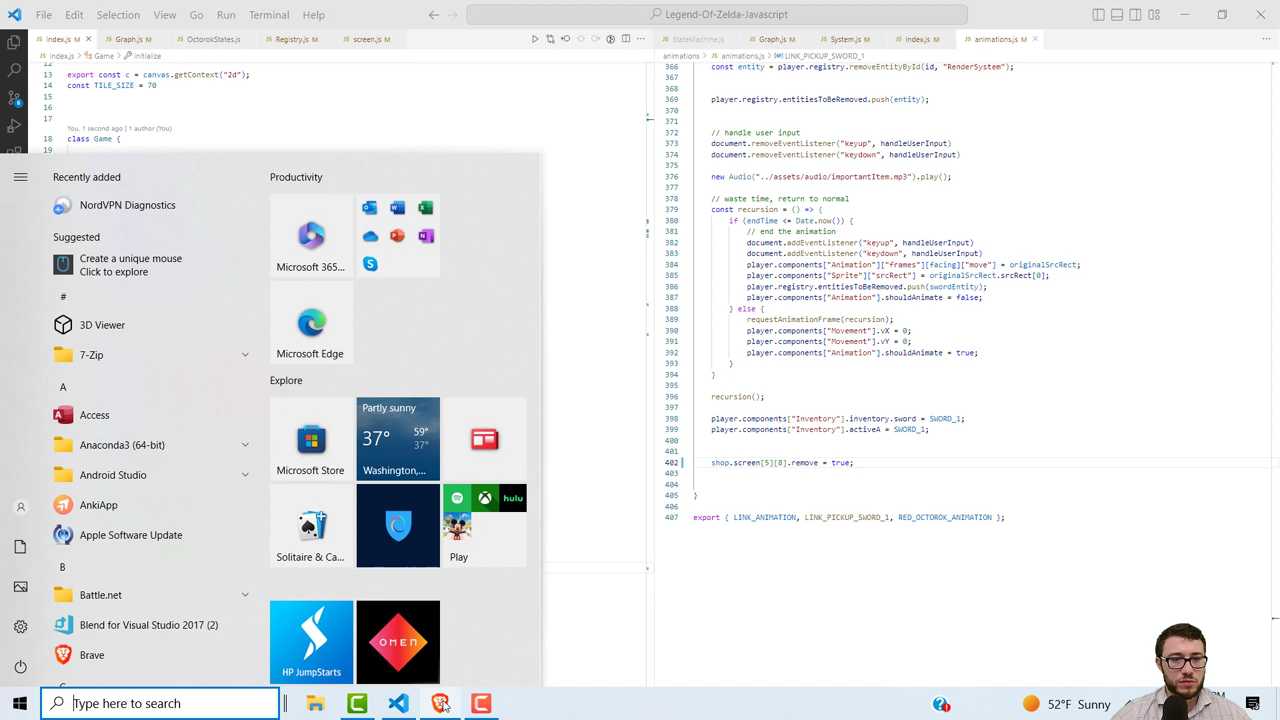 File Edit Selection View Go Run Terminal Help
Legend-Of-Zelda-Javascript
index.js Graph.js OctorokStates.js Registry.js screen.js
StateMachine.js Graph.js System.js index.js animations.js
index.js > Game > Initialize
animations > animations.js > LINK_PICKUP_SWORD_1
12
13 export const c = canvas.getContext("2d");
14 const TILE_SIZE = 70
15
16
17
You, 1 second ago | 1 author (You)
18 class Game {
19
366 const entity = player.registry.removeEntityById(id, "RenderSystem");
368
369 player.registry.entitiesToBeRemoved.push(entity);
370
371
372 // handle user input
373 document.removeEventListener("keyup", handleUserInput)
374 document.removeEventListener("keydown", handleUserInput)
375
376 new Audio("../assets/audio/importantItem.mp3").play();
377
378 // waste time, return to normal
379 const recursion = () => {
380 if (endTime <= Date.now()) {
381 // end the animation
382 document.addEventListener("keyup", handleUserInput)
383 document.addEventListener("keydown", handleUserInput)
384 player.components["Animation"]["frames"][facing]["move"] = originalSrcRect;
385 player.components["Sprite"]["srcRect"] = originalSrcRect.srcRect[0];
386 player.registry.entitiesToBeRemoved.push(swordEntity);
387 player.components["Animation"].shouldAnimate = false;
388 } else {
389 requestAnimationFrame(recursion);
390 player.components["Movement"].vX = 0;
391 player.components["Movement"].vY = 0;
392 player.components["Animation"].shouldAnimate = true;
393 }
394 }
395
396 recursion();
397
398 player.components["Inventory"].inventory.sword = SWORD_1;
399 player.components["Inventory"].activeA = SWORD_1;
400
401
402 shop.screen[5][8].remove = true;
403
404
405 }
406
407 export { LINK_ANIMATION, LINK_PICKUP_SWORD_1, RED_OCTOROK_ANIMATION };
Recently added
NordVPN Diagnostics
Suggested
Create a unique mouse
Click to explore
#
3D Viewer
7-Zip
A
Access
Anaconda3 (64-bit)
Android Studio
AnkiApp
Apple Software Update
B
Battle.net
Blend for Visual Studio 2017 (2)
Brave
Productivity
Microsoft 365...
Microsoft Edge
Explore
Microsoft Store
Partly sunny
37° 59°
37°
Washington,...
Solitaire & Ca...
hulu
Play
HP JumpStarts
OMEN
Type here to search
52°F Sunny